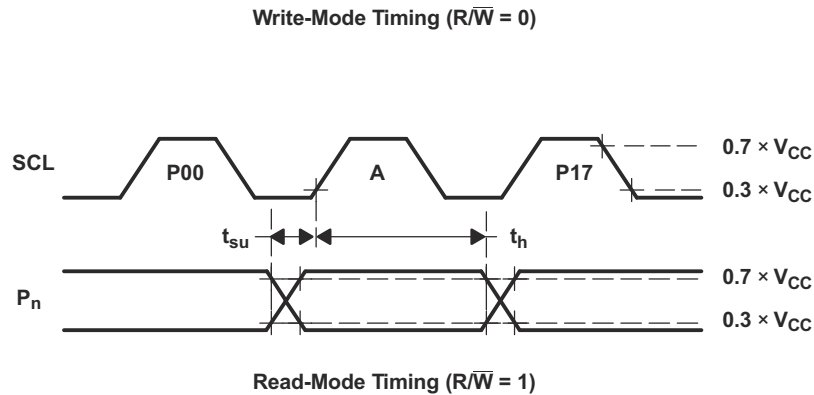 Write-Mode Timing (R/W̅ = 0)
SCL
P00
A
P17
0.7 × VCC
0.3 × VCC
tsu
th
Pn
0.7 × VCC
0.3 × VCC
Read-Mode Timing (R/W̅ = 1)